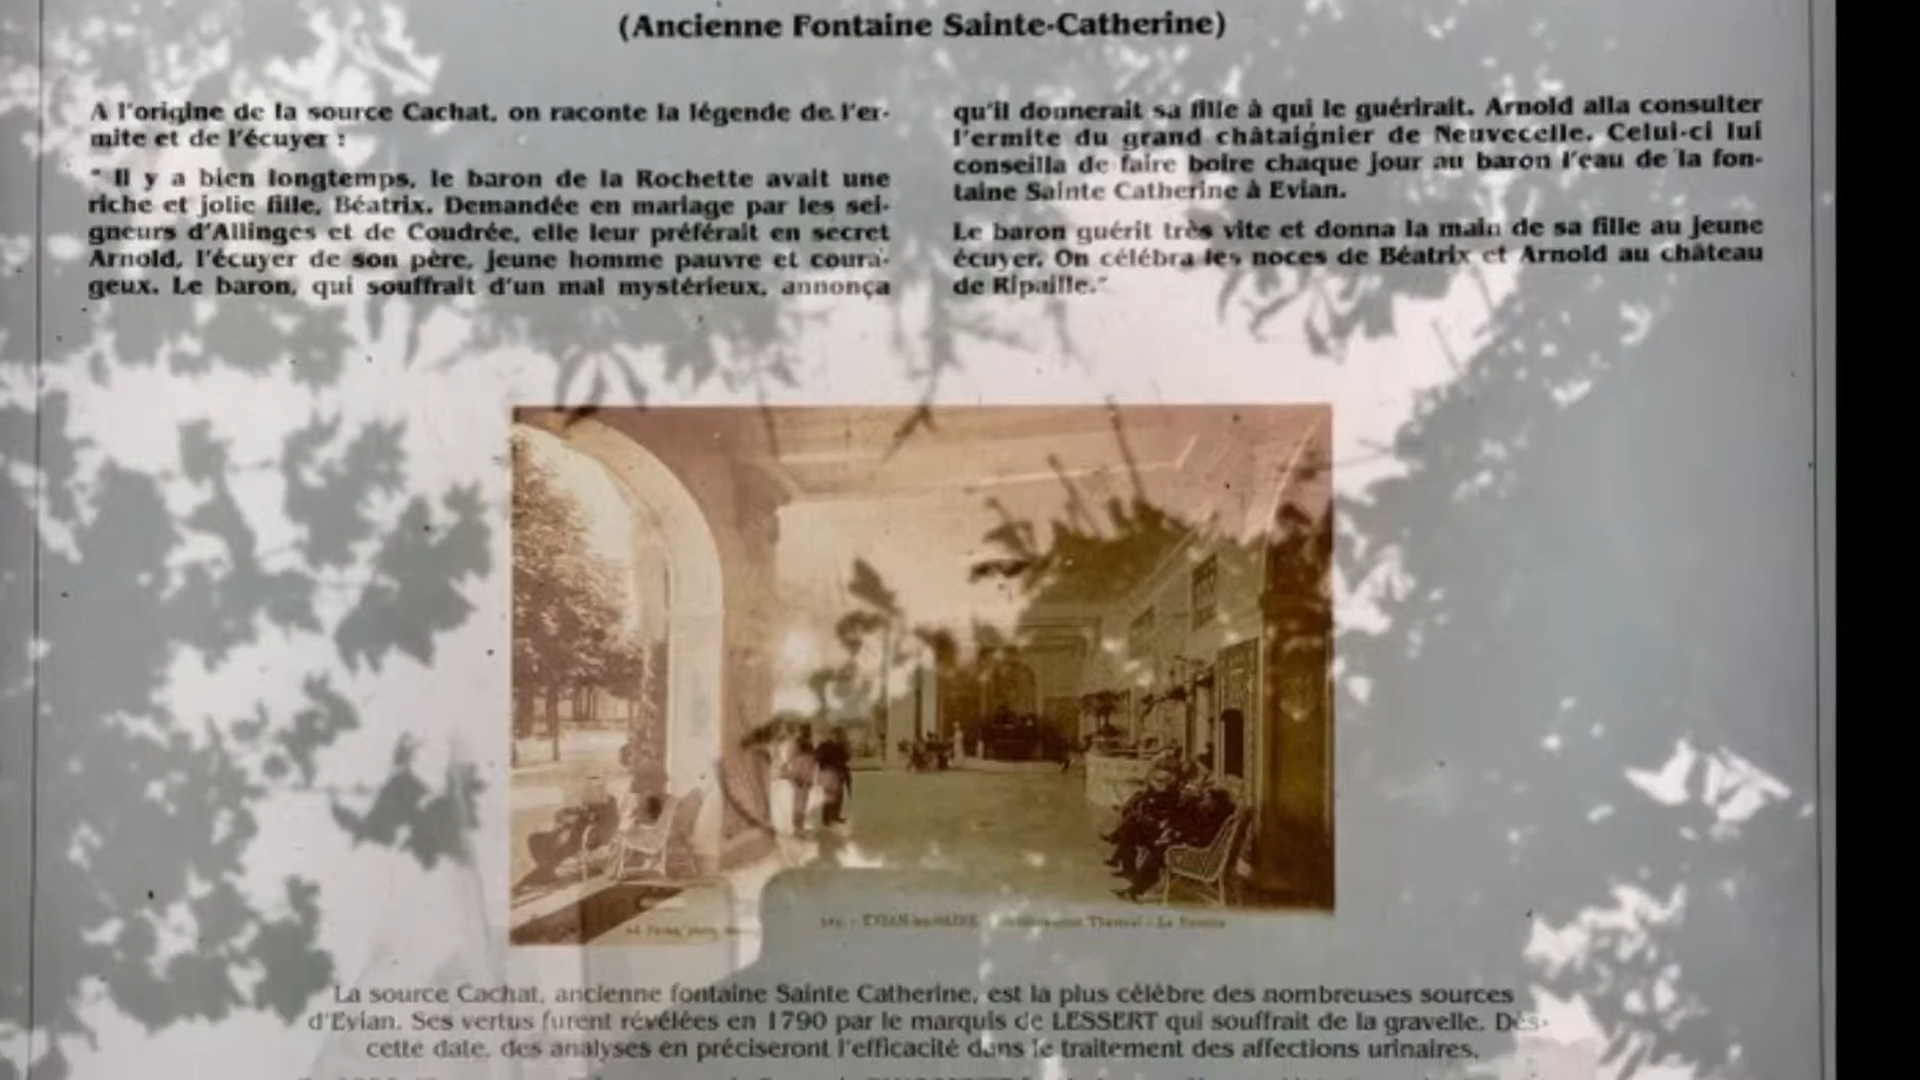 (Ancienne Fontaine Sainte-Catherine)
A l'origine de la source Cachat, on raconte la légende de l'er-
mite et de l'écuyer :
" Il y a bien longtemps, le baron de la Rochette avait une
riche et jolie fille, Béatrix. Demandée en mariage par les sei-
gneurs d'Allinges et de Coudrée, elle leur préférait en secret
Arnold, l'écuyer de son père, jeune homme pauvre et coura-
geux. Le baron, qui souffrait d'un mal mystérieux, annonça
qu'il donnerait sa fille à qui le guérirait. Arnold alla consulter
l'ermite du grand châtaignier de Neuvecelle. Celui-ci lui
conseilla de faire boire chaque jour au baron l'eau de la fon-
taine Sainte Catherine à Evian.
Le baron guérit très vite et donna la main de sa fille au jeune
écuyer. On célébra les noces de Béatrix et Arnold au château
de Ripaille."
EVIAN-les-BAINS Thermal - La Buvette
La source Cachat, ancienne fontaine Sainte Catherine, est la plus célèbre des nombreuses sources
d'Evian. Ses vertus furent révélées en 1790 par le marquis de LESSERT qui souffrait de la gravelle. Dès
cette date, des analyses en préciseront l'efficacité dans le traitement des affections urinaires.